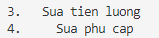 3.   Sua tien luong
4.     Sua phu cap